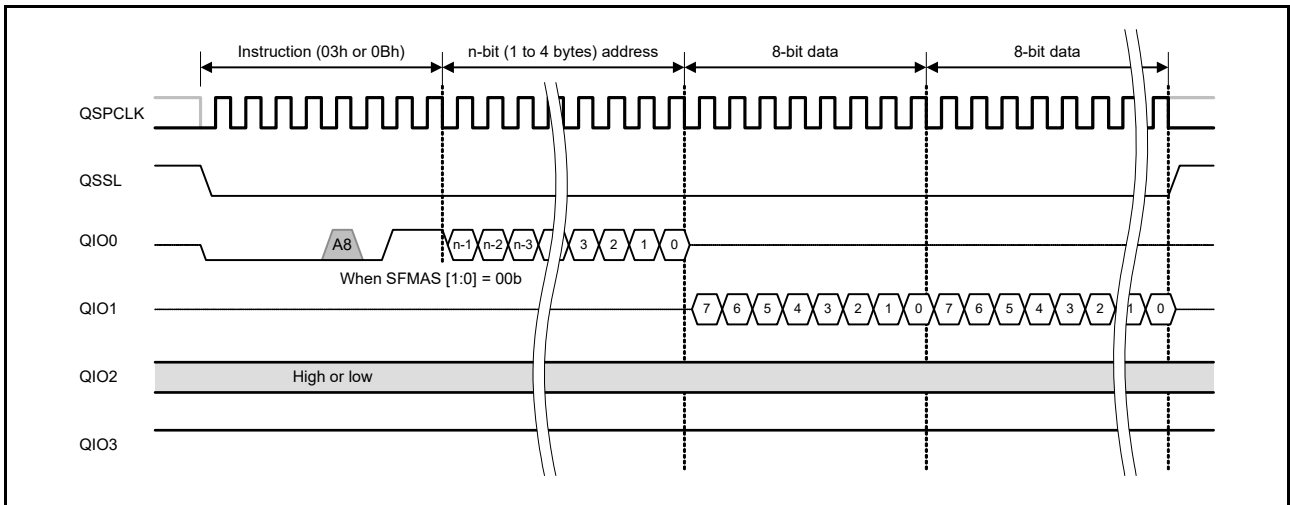 Instruction (03h or 0Bh) n-bit (1 to 4 bytes) address 8-bit data 8-bit data
QSPCLK
QSSL
QIO0 A8 n-1 n-2 n-3 3 2 1 0
When SFMAS [1:0] = 00b
QIO1 7 6 5 4 3 2 1 0 7 6 5 4 3 2 1 0
QIO2 High or low
QIO3